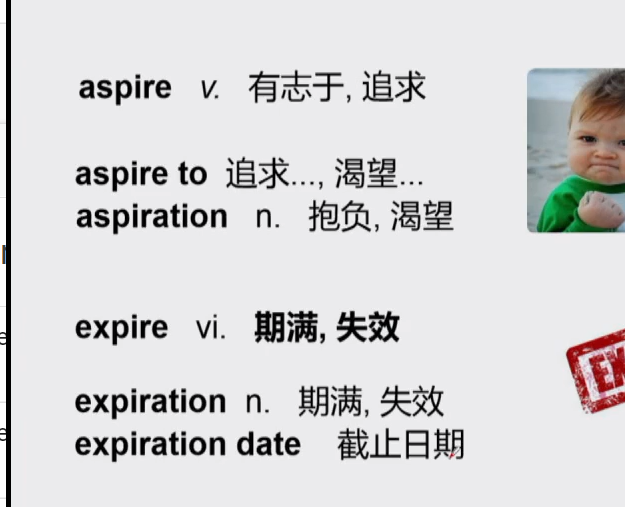 aspire v. 有志于, 追求
aspire to 追求..., 渴望...
aspiration n. 抱负, 渴望
expire vi. 期满, 失效
expiration n. 期满, 失效
expiration date 截止日期